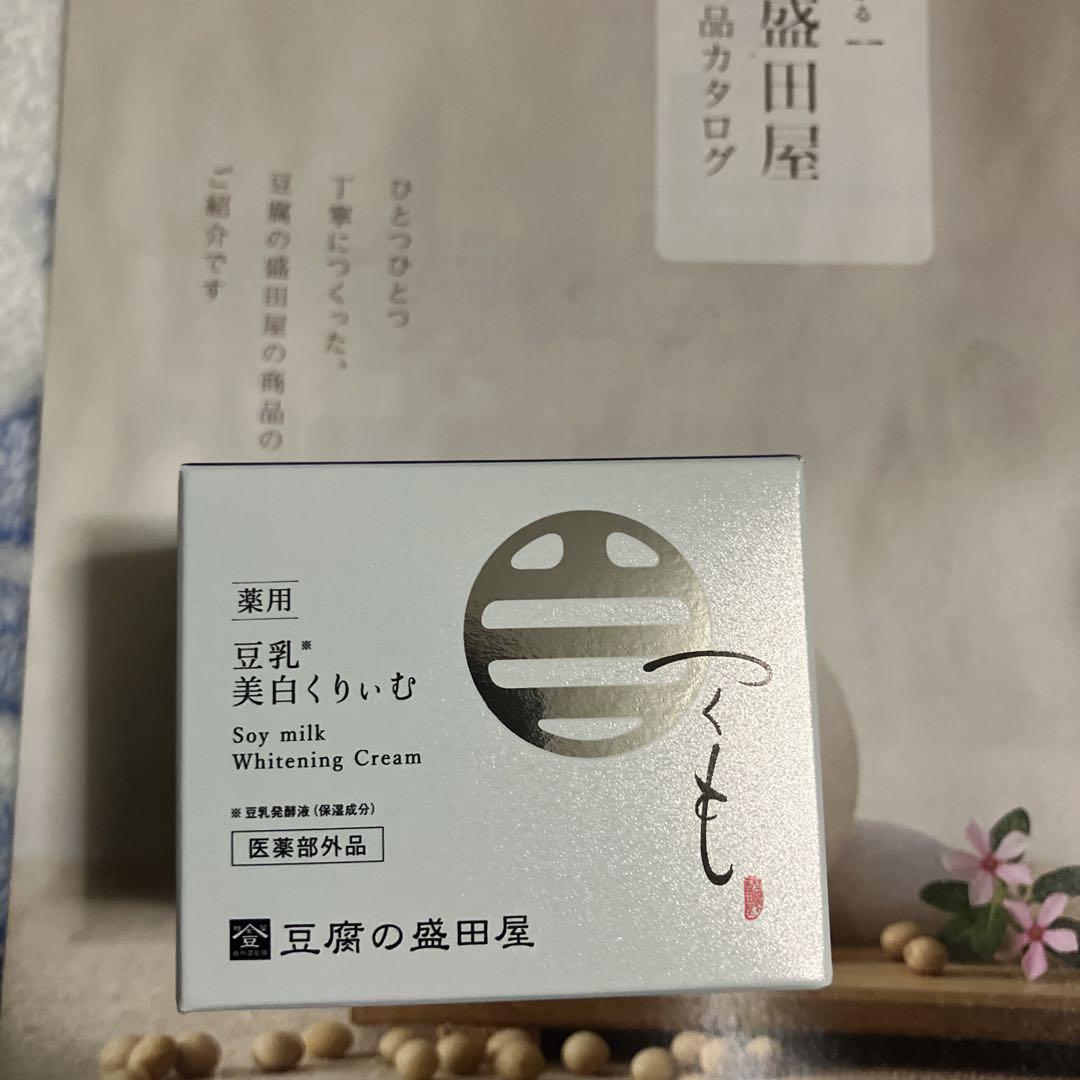 盛田屋
品カタログ
ひとつひとつ
丁寧につくった、
豆腐の盛田屋の商品の
ご紹介です
薬用
豆乳※
美白くりぃむ
Soy milk
Whitening Cream
※豆乳発酵液(保湿成分)
医薬部外品
豆腐の盛田屋
つくも